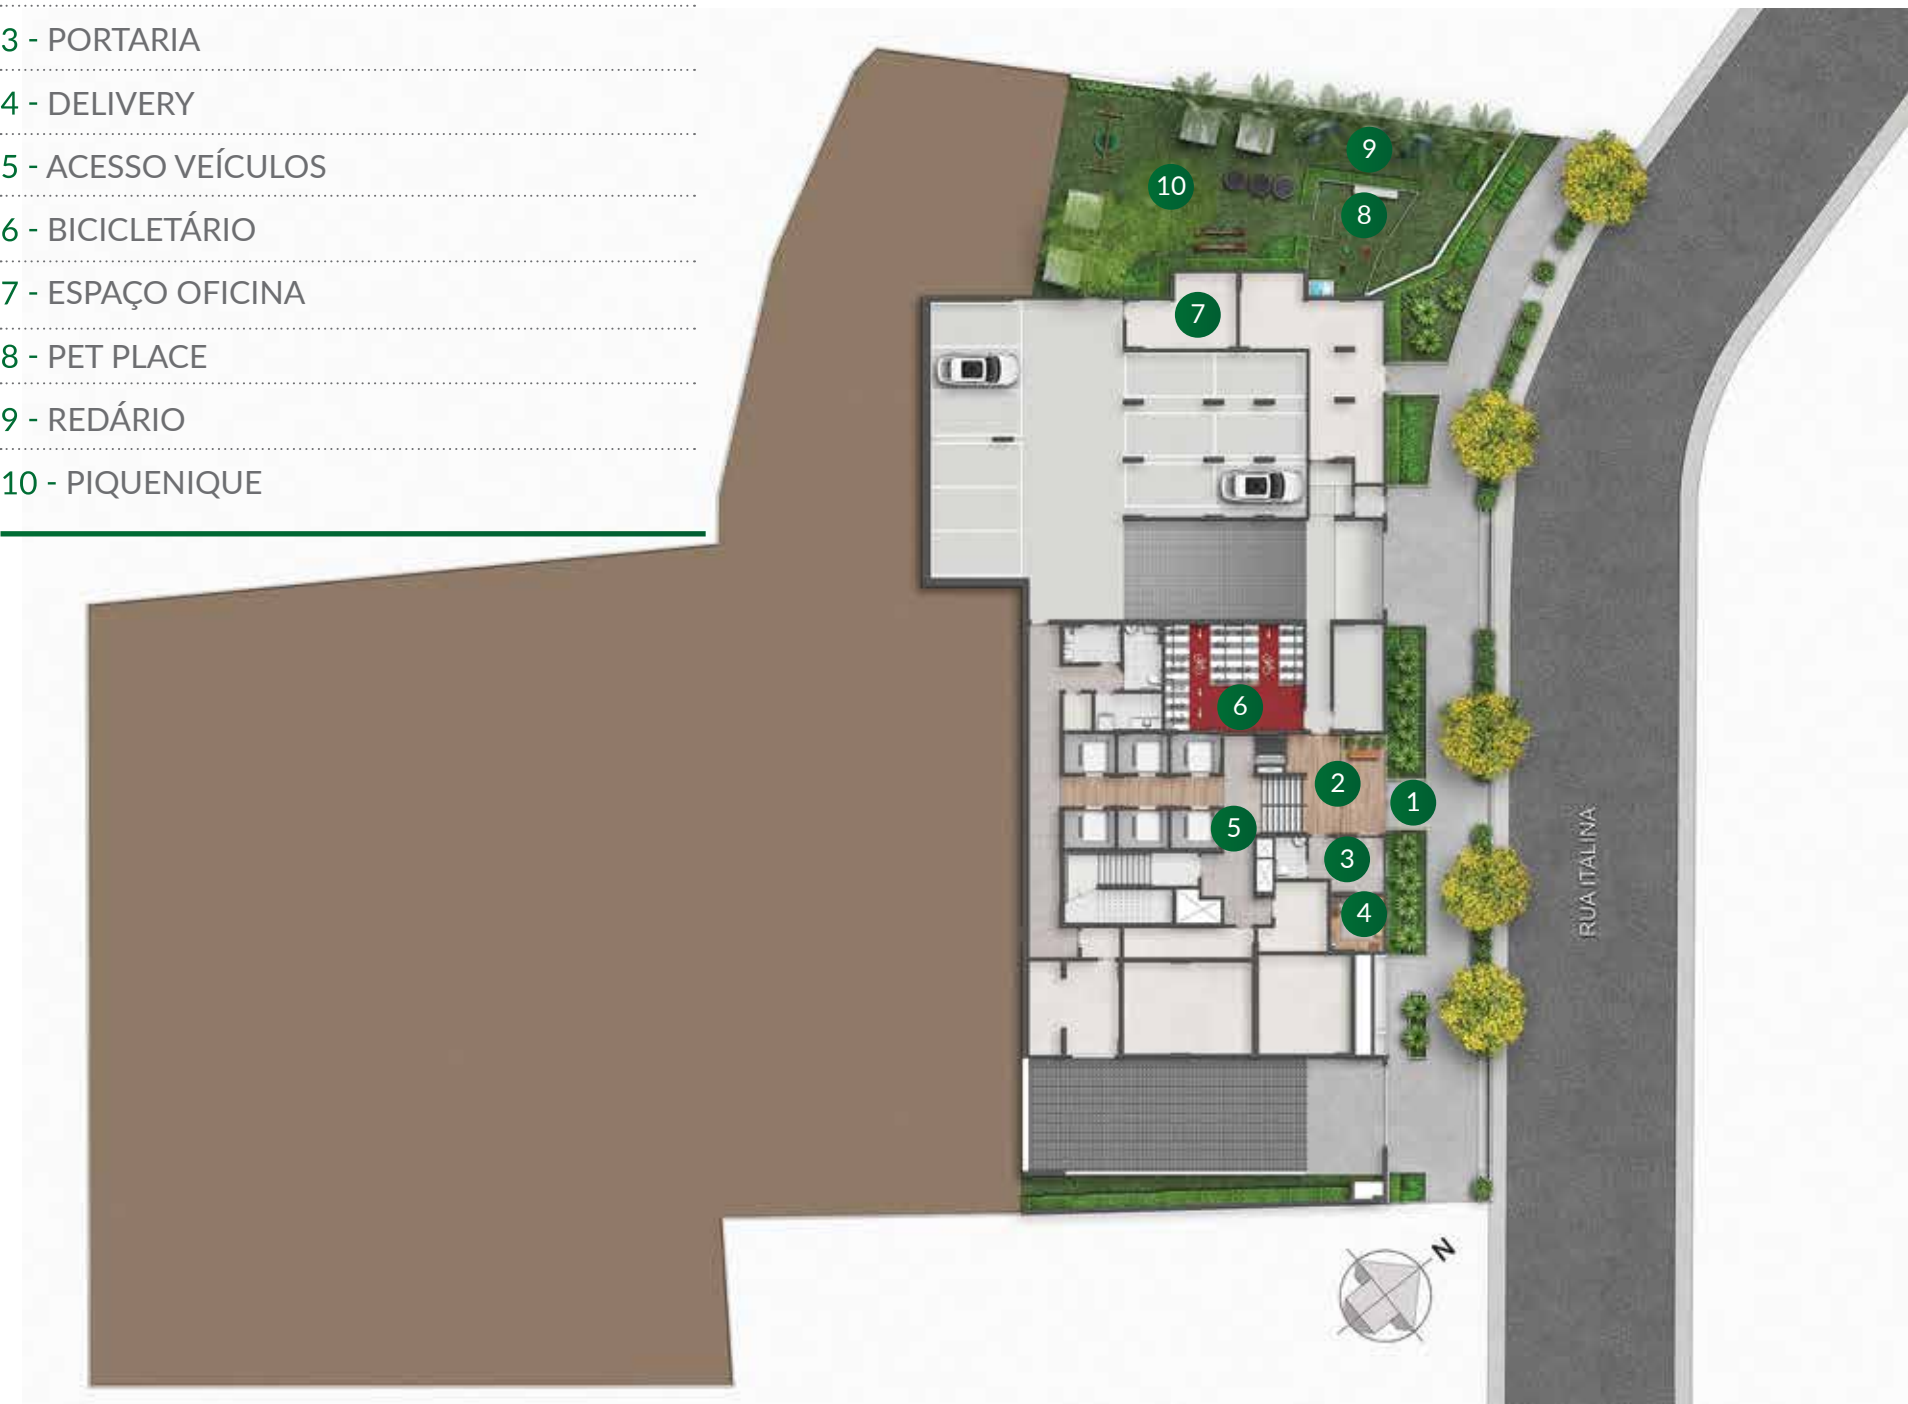 3 - PORTARIA
4 - DELIVERY
5 - ACESSO VEÍCULOS
6 - BICICLETÁRIO
7 - ESPAÇO OFICINA
8 - PET PLACE
9 - REDÁRIO
10 - PIQUENIQUE
9
10
8
7
6
2
1
5
3
4
RUA ITALINA
N